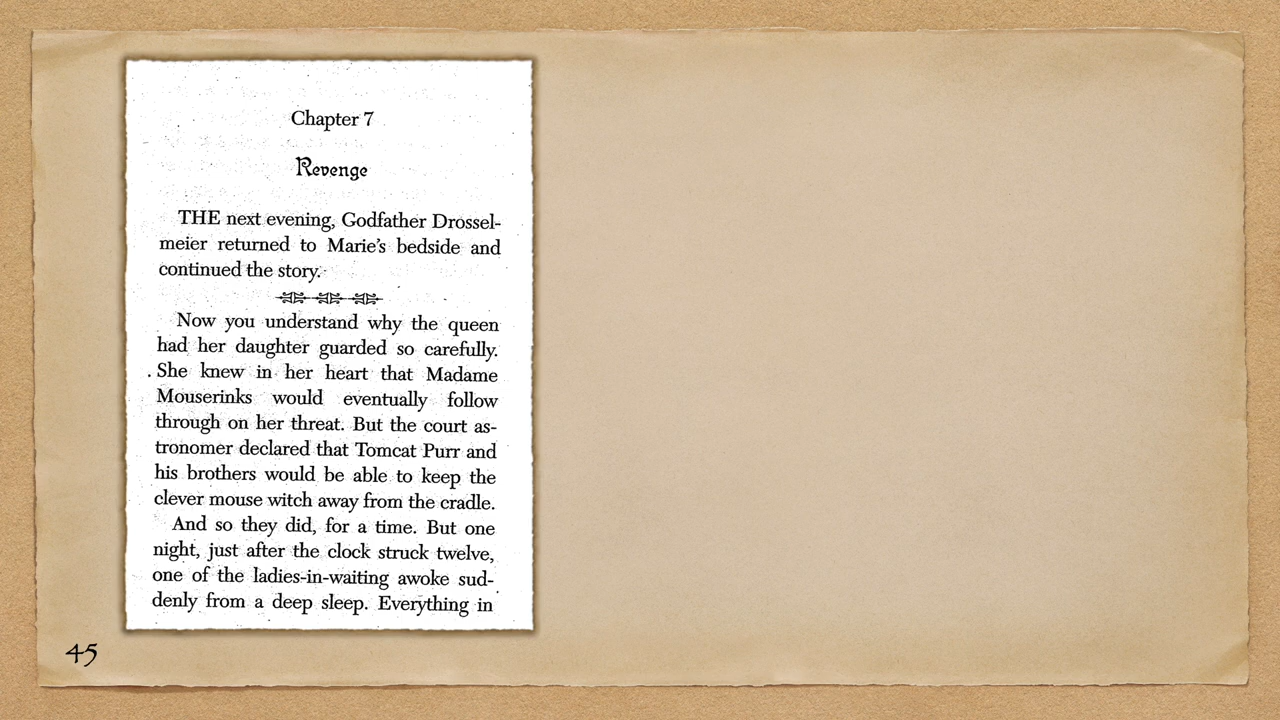 Chapter 7
Revenge
THE next evening, Godfather Drossel-
meier returned to Marie's bedside and
continued the story.
Now you understand why the queen
had her daughter guarded so carefully.
She knew in her heart that Madame
Mouserinks would eventually follow
through on her threat. But the court as-
tronomer declared that Tomcat Purr and
his brothers would be able to keep the
clever mouse witch away from the cradle.
And so they did, for a time. But one
night, just after the clock struck twelve,
one of the ladies-in-waiting awoke sud-
denly from a deep sleep. Everything in
45